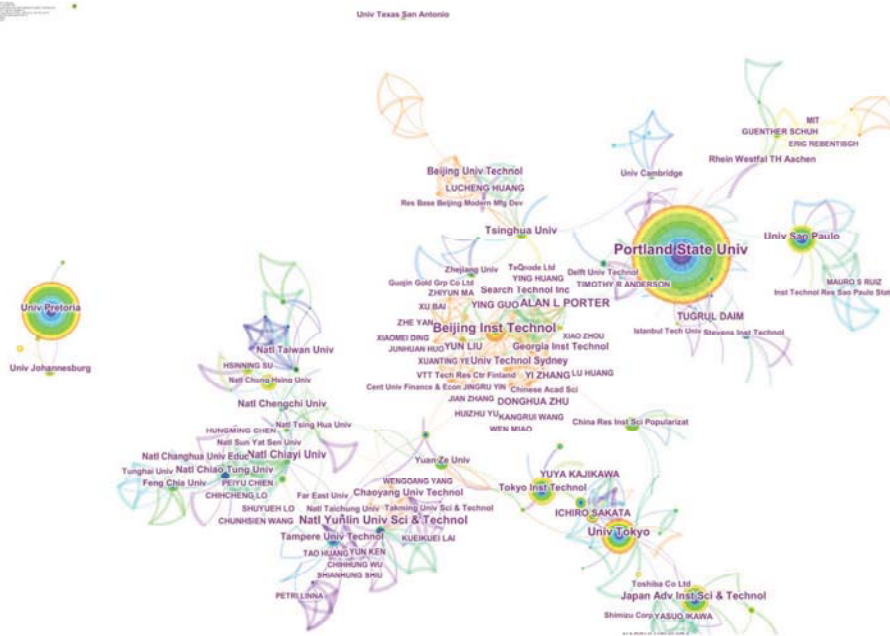 Univ Texas San Antonio
MIT
GUENTHER SCHUH
ERIC REBENTISCH
Rhein Westfal TH Aachen
Univ Cambridge
Beijing Univ Technol
LUCHENG HUANG
Res Base Beijing Modern Mfg Dev
Tsinghua Univ
Portland State Univ
Univ Sao Paulo
Zhejiang Univ
TeQnode Ltd
Delft Univ Technol
YING HUANG
Guqin Gold Grp Co Ltd
Search Technol Inc
TIMOTHY R ANDERSON
MAURO S RUIZ
Inst Technol Res Sao Paulo Stat
ZHIYUN MA
XU BAI
YING GUO
ALAN L PORTER
Univ Pretoria
TUGRUL DAIM
ZHE YAN
Beijing Inst Technol
Istanbul Tech Univ
Stevens Inst Technol
XIAOMEI DING
XIAO ZHOU
JUNHUAN HUO
YUN LIU
Georgia Inst Technol
Natl Taiwan Univ
XUANTING YE
Univ Technol Sydney
Univ Johannesburg
HSINNING SU
VTT Tech Res Ctr Finland
YI ZHANG
LU HUANG
Natl Chung Hsing Univ
Cent Univ Finance & Econ
JINGRU YIN
Chinese Acad Sci
JIAN ZHANG
DONGHUA ZHU
Natl Chengchi Univ
HUIZHU YU
KANGRUI WANG
Natl Tsing Hua Univ
WEN MIAO
China Res Inst Sci Popularizat
HUNGMING CHEN
Natl Sun Yat Sen Univ
Natl Changhua Univ Educ
Natl Chiayi Univ
Yuan Ze Univ
Tunghai Univ
Natl Chiao Tung Univ
YUYA KAJIKAWA
Feng Chia Univ
PEIYU CHIEN
WENGOANG YANG
Tokyo Inst Technol
CHIHCHENG LO
Far East Univ
Chaoyang Univ Technol
SHUYUEH LO
Natl Taichung Univ
Takming Univ Sci & Technol
ICHIRO SAKATA
CHUNHSIEN WANG
Natl Yunlin Univ Sci & Technol
Univ Tokyo
Tampere Univ Technol
KUEIKUEI LAI
TAO HUANG
YUN KEN
CHIHHUNG WU
SHIANHUNG SHIU
PETRI LINNA
Toshiba Co Ltd
Japan Adv Inst Sci & Technol
Shimizu Corp
YASUO IKAWA